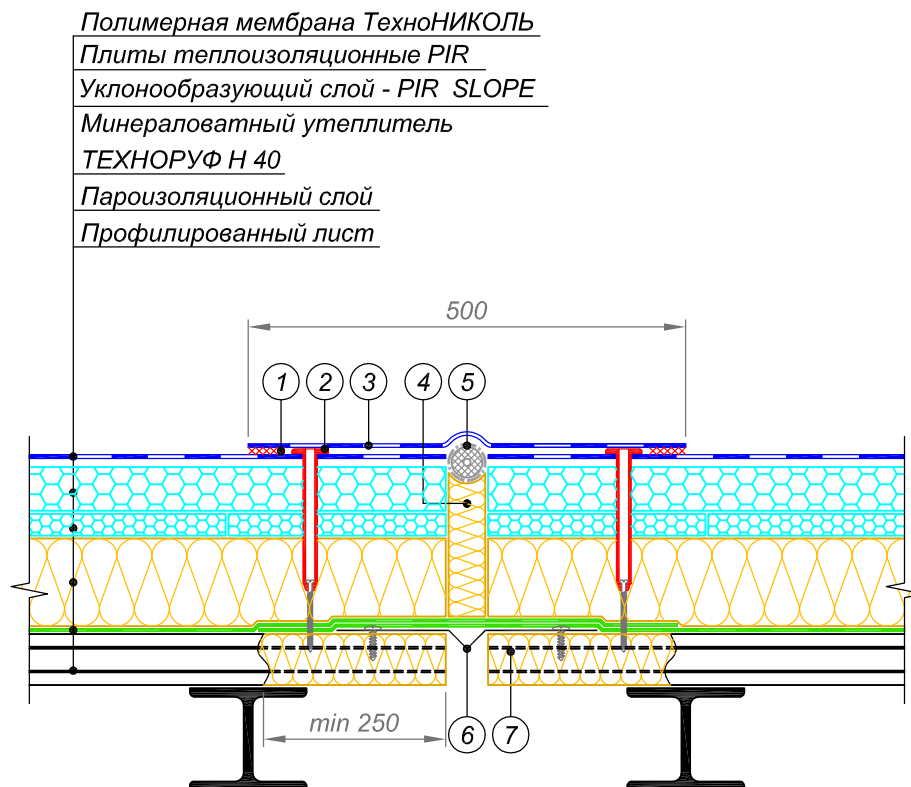 Полимерная мембрана ТехноНИКОЛЬ
Плиты теплоизоляционные PIR
Уклонообразующий слой - PIR SLOPE
Минераловатный утеплитель
ТЕХНОРУФ Н 40
Пароизоляционный слой
Профилированный лист
500
1 2 3 4 5
min 250
6 7